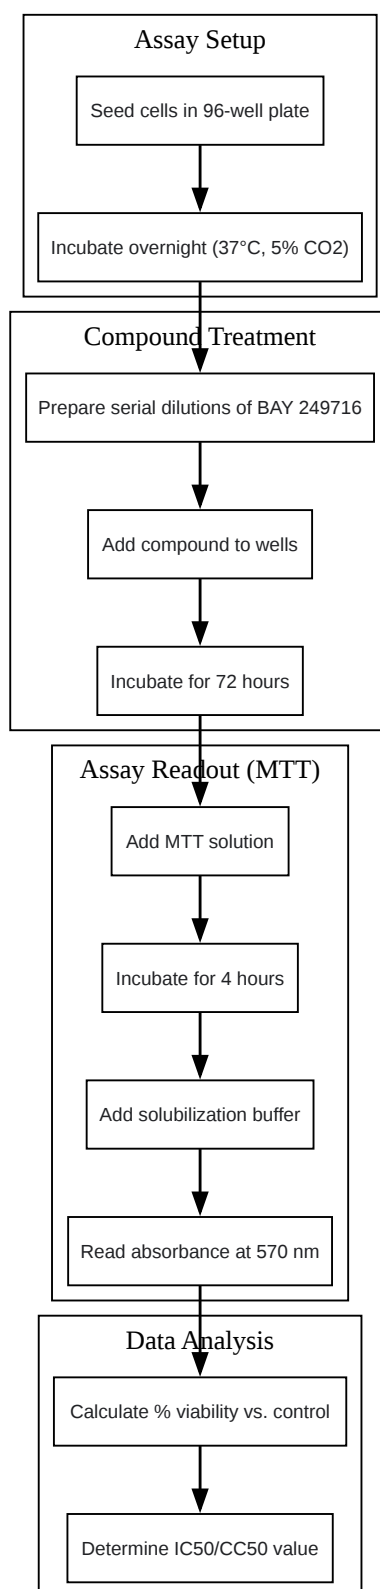 Assay Setup
Seed cells in 96-well plate
Incubate overnight (37°C, 5% CO2)
Compound Treatment
Prepare serial dilutions of BAY 249716
Add compound to wells
Incubate for 72 hours
Assay Readout (MTT)
Add MTT solution
Incubate for 4 hours
Add solubilization buffer
Read absorbance at 570 nm
Data Analysis
Calculate % viability vs. control
Determine IC50/CC50 value